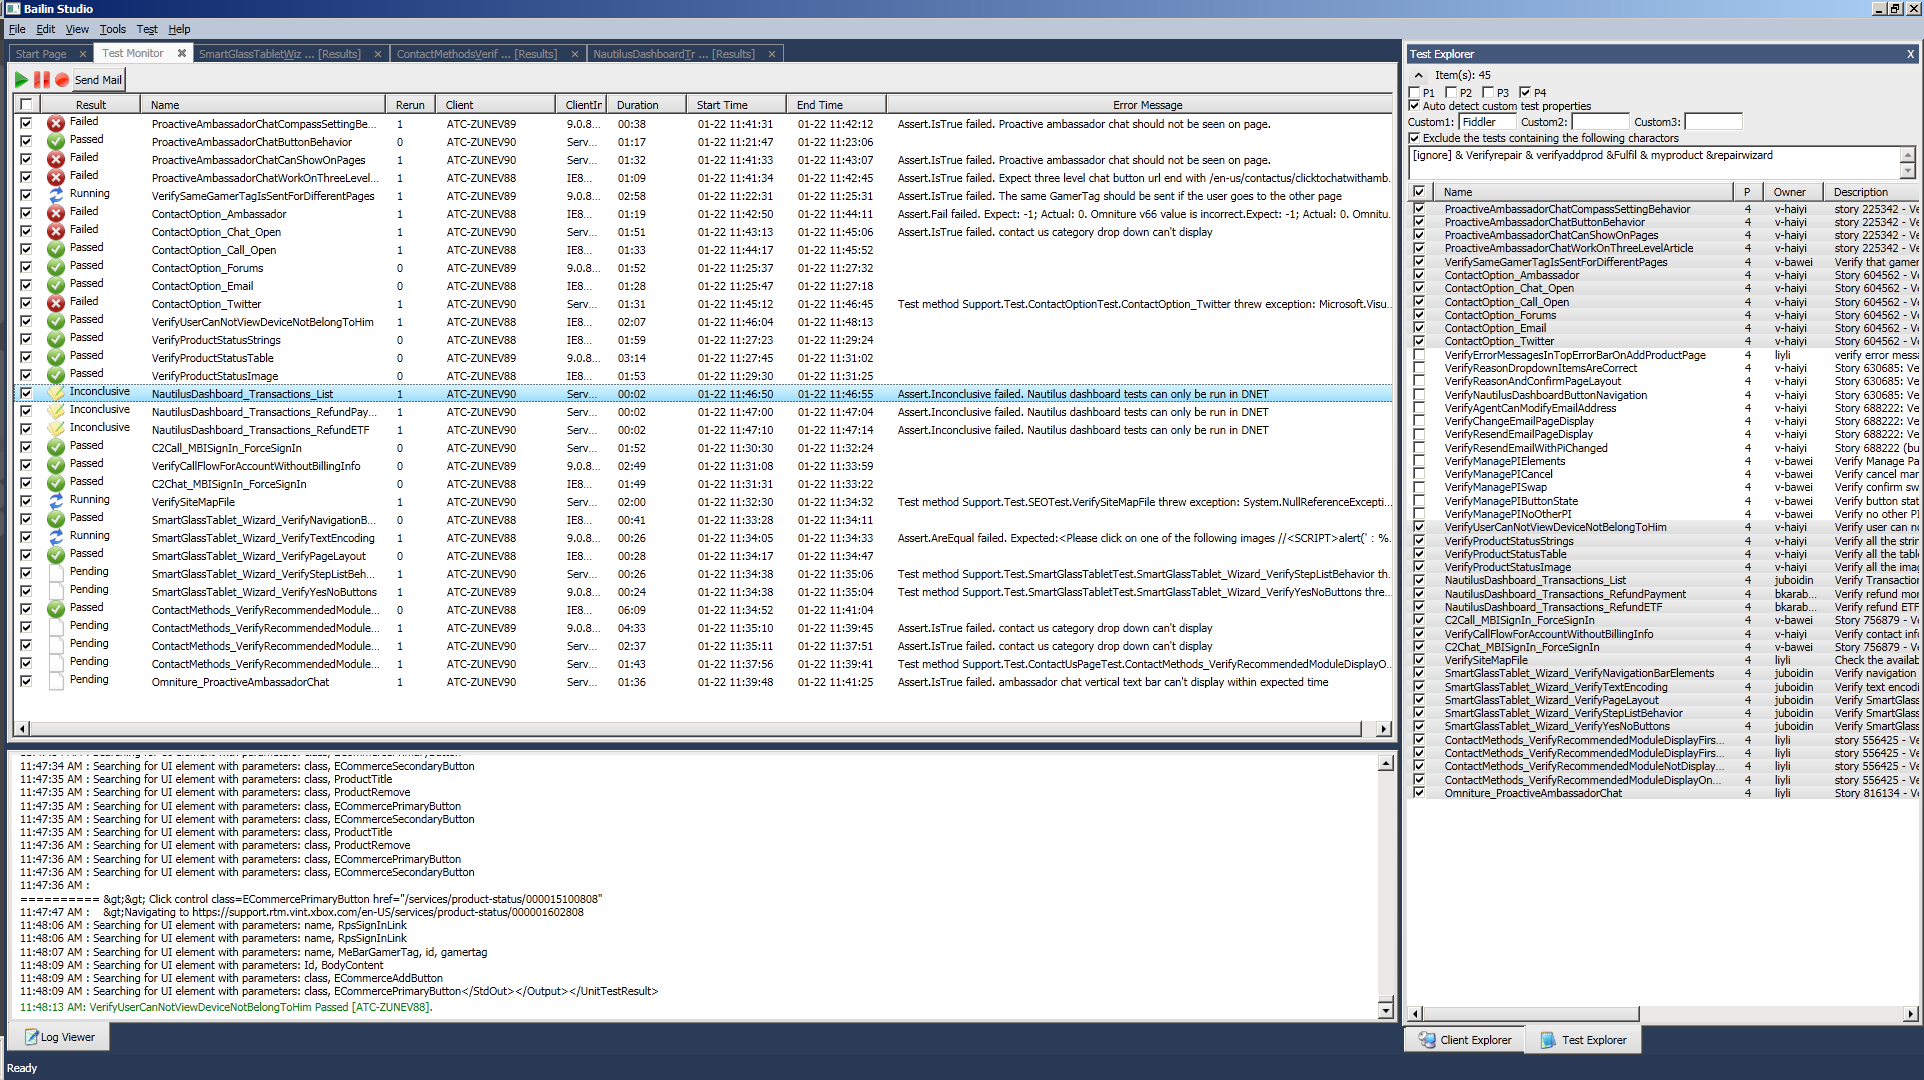 Bailin Studio
File Edit View Tools Test Help
Start Page Test Monitor SmartGlassTabletWiz ... [Results] ContactMethodsVerif ... [Results] NautilusDashboardTr ... [Results]
Send Mail
Result Name Rerun Client ClientIn Duration Start Time End Time Error Message
Failed ProactiveAmbassadorChatCompassSettingBe... 1 ATC-ZUNEV89 9.0.8... 00:38 01-22 11:41:31 01-22 11:42:12 Assert.IsTrue failed. Proactive ambassador chat should not be seen on page.
Passed ProactiveAmbassadorChatButtonBehavior 0 ATC-ZUNEV90 Serv... 01:17 01-22 11:21:47 01-22 11:23:06
Failed ProactiveAmbassadorChatCanShowOnPages 1 ATC-ZUNEV90 Serv... 01:32 01-22 11:41:33 01-22 11:43:07 Assert.IsTrue failed. Proactive ambassador chat should not be seen on page.
Failed ProactiveAmbassadorChatWorkOnThreeLevel... 1 ATC-ZUNEV88 IE8... 01:09 01-22 11:41:34 01-22 11:42:45 Assert.IsTrue failed. Expect three level chat button url end with /en-us/contactus/clicktochatwithamb...
Running VerifySameGamerTagIsSentForDifferentPages 1 ATC-ZUNEV89 9.0.8... 02:58 01-22 11:22:31 01-22 11:25:31 Assert.IsTrue failed. The same GamerTag should be sent if the user goes to the other page
Failed ContactOption_Ambassador 1 ATC-ZUNEV88 IE8... 01:19 01-22 11:42:50 01-22 11:44:11 Assert.Fail failed. Expect: -1; Actual: 0. Omniture v66 value is incorrect.Expect: -1; Actual: 0. Omnitu...
Failed ContactOption_Chat_Open 1 ATC-ZUNEV90 Serv... 01:51 01-22 11:43:13 01-22 11:45:06 Assert.IsTrue failed. contact us category drop down can't display
Passed ContactOption_Call_Open 1 ATC-ZUNEV88 IE8... 01:33 01-22 11:44:17 01-22 11:45:52
Passed ContactOption_Forums 0 ATC-ZUNEV89 9.0.8... 01:52 01-22 11:25:37 01-22 11:27:32
Passed ContactOption_Email 0 ATC-ZUNEV88 IE8... 01:28 01-22 11:25:47 01-22 11:27:18
Failed ContactOption_Twitter 1 ATC-ZUNEV90 Serv... 01:31 01-22 11:45:12 01-22 11:46:45 Test method Support.Test.ContactOptionTest.ContactOption_Twitter threw exception: Microsoft.Visu...
Passed VerifyUserCanNotViewDeviceNotBelongToHim 1 ATC-ZUNEV88 IE8... 02:07 01-22 11:46:04 01-22 11:48:13
Passed VerifyProductStatusStrings 0 ATC-ZUNEV88 IE8... 01:59 01-22 11:27:23 01-22 11:29:24
Passed VerifyProductStatusTable 0 ATC-ZUNEV89 9.0.8... 03:14 01-22 11:27:45 01-22 11:31:02
Passed VerifyProductStatusImage 0 ATC-ZUNEV88 IE8... 01:53 01-22 11:29:30 01-22 11:31:25
Inconclusive NautilusDashboard_Transactions_List 1 ATC-ZUNEV90 Serv... 00:02 01-22 11:46:50 01-22 11:46:55 Assert.Inconclusive failed. Nautilus dashboard tests can only be run in DNET
Inconclusive NautilusDashboard_Transactions_RefundPay... 1 ATC-ZUNEV90 Serv... 00:02 01-22 11:47:00 01-22 11:47:04 Assert.Inconclusive failed. Nautilus dashboard tests can only be run in DNET
Inconclusive NautilusDashboard_Transactions_RefundETF 1 ATC-ZUNEV90 Serv... 00:02 01-22 11:47:10 01-22 11:47:14 Assert.Inconclusive failed. Nautilus dashboard tests can only be run in DNET
Passed C2Call_MBISignIn_ForceSignIn 0 ATC-ZUNEV88 IE8... 01:52 01-22 11:30:30 01-22 11:32:24
Passed VerifyCallFlowForAccountWithoutBillingInfo 0 ATC-ZUNEV89 9.0.8... 02:49 01-22 11:31:08 01-22 11:33:59
Passed C2Chat_MBISignIn_ForceSignIn 0 ATC-ZUNEV88 IE8... 01:49 01-22 11:31:31 01-22 11:33:22
Running VerifySiteMapFile 1 ATC-ZUNEV90 Serv... 02:00 01-22 11:32:30 01-22 11:34:32 Test method Support.Test.SEOTest.VerifySiteMapFile threw exception: System.NullReferenceExcepti...
Passed SmartGlassTablet_Wizard_VerifyNavigationB... 0 ATC-ZUNEV88 IE8... 00:41 01-22 11:33:28 01-22 11:34:11
Running SmartGlassTablet_Wizard_VerifyTextEncoding 1 ATC-ZUNEV89 9.0.8... 00:26 01-22 11:34:05 01-22 11:34:33 Assert.AreEqual failed. Expected:<Please click on one of the following images //<SCRIPT>alert(' : %...
Passed SmartGlassTablet_Wizard_VerifyPageLayout 0 ATC-ZUNEV88 IE8... 00:28 01-22 11:34:17 01-22 11:34:47
Pending SmartGlassTablet_Wizard_VerifyStepListBeh... 1 ATC-ZUNEV90 Serv... 00:26 01-22 11:34:38 01-22 11:35:06 Test method Support.Test.SmartGlassTabletTest.SmartGlassTablet_Wizard_VerifyStepListBehavior th...
Pending SmartGlassTablet_Wizard_VerifyYesNoButtons 1 ATC-ZUNEV90 Serv... 00:24 01-22 11:34:38 01-22 11:35:04 Test method Support.Test.SmartGlassTabletTest.SmartGlassTablet_Wizard_VerifyYesNoButtons thre...
Passed ContactMethods_VerifyRecommendedModule... 0 ATC-ZUNEV88 IE8... 06:09 01-22 11:34:52 01-22 11:41:04
Pending ContactMethods_VerifyRecommendedModule... 1 ATC-ZUNEV89 9.0.8... 04:33 01-22 11:35:10 01-22 11:39:45 Assert.IsTrue failed. contact us category drop down can't display
Pending ContactMethods_VerifyRecommendedModule... 1 ATC-ZUNEV90 Serv... 02:37 01-22 11:35:11 01-22 11:37:51 Assert.IsTrue failed. contact us category drop down can't display
Pending ContactMethods_VerifyRecommendedModule... 1 ATC-ZUNEV90 Serv... 01:43 01-22 11:37:56 01-22 11:39:41 Test method Support.Test.ContactUsPageTest.ContactMethods_VerifyRecommendedModuleDisplayO...
Pending Omniture_ProactiveAmbassadorChat 1 ATC-ZUNEV90 Serv... 01:36 01-22 11:39:48 01-22 11:41:25 Assert.IsTrue failed. ambassador chat vertical text bar can't display within expected time
11:47:34 AM : Searching for UI element with parameters: class, ECommerceSecondaryButton
11:47:35 AM : Searching for UI element with parameters: class, ProductTitle
11:47:35 AM : Searching for UI element with parameters: class, ProductRemove
11:47:35 AM : Searching for UI element with parameters: class, ECommercePrimaryButton
11:47:35 AM : Searching for UI element with parameters: class, ECommerceSecondaryButton
11:47:35 AM : Searching for UI element with parameters: class, ProductTitle
11:47:36 AM : Searching for UI element with parameters: class, ProductRemove
11:47:36 AM : Searching for UI element with parameters: class, ECommercePrimaryButton
11:47:36 AM : Searching for UI element with parameters: class, ECommerceSecondaryButton
11:47:36 AM :
========== &gt;&gt; Click control class=ECommercePrimaryButton href="/services/product-status/000015100808"
11:47:47 AM : &gt;Navigating to https://support.rtm.vint.xbox.com/en-US/services/product-status/000001602808
11:48:06 AM : Searching for UI element with parameters: name, RpsSignInLink
11:48:06 AM : Searching for UI element with parameters: name, RpsSignInLink
11:48:07 AM : Searching for UI element with parameters: name, MeBarGamerTag, id, gamertag
11:48:09 AM : Searching for UI element with parameters: Id, BodyContent
11:48:09 AM : Searching for UI element with parameters: class, ECommerceAddButton
11:48:09 AM : Searching for UI element with parameters: class, ECommercePrimaryButton</StdOut></Output></UnitTestResult>
11:48:13 AM: VerifyUserCanNotViewDeviceNotBelongToHim Passed [ATC-ZUNEV88].
Log Viewer
Ready
Test Explorer X
Item(s): 45
P1 P2 P3 P4
Auto detect custom test properties
Custom1: Fiddler Custom2: Custom3:
Exclude the tests containing the following charactors
[ignore] & Verifyrepair & verifyaddprod &Fulfil & myproduct &repairwizard
Name P Owner Description
ProactiveAmbassadorChatCompassSettingBehavior 4 v-haiyi story 225342 - Ve
ProactiveAmbassadorChatButtonBehavior 4 v-haiyi story 225342 - Ve
ProactiveAmbassadorChatCanShowOnPages 4 v-haiyi story 225342 - Ve
ProactiveAmbassadorChatWorkOnThreeLevelArticle 4 v-haiyi story 225342 - Ve
VerifySameGamerTagIsSentForDifferentPages 4 v-bawei Verify that gamer
ContactOption_Ambassador 4 v-haiyi Story 604562 - Ve
ContactOption_Chat_Open 4 v-haiyi Story 604562 - Ve
ContactOption_Call_Open 4 v-haiyi Story 604562 - Ve
ContactOption_Forums 4 v-haiyi Story 604562 - Ve
ContactOption_Email 4 v-haiyi Story 604562 - Ve
ContactOption_Twitter 4 v-haiyi Story 604562 - Ve
VerifyErrorMessagesInTopErrorBarOnAddProductPage 4 liyli verify error messa
VerifyReasonDropdownItemsAreCorrect 4 v-haiyi Story 630685: Ve
VerifyReasonAndConfirmPageLayout 4 v-haiyi Story 630685: Ve
VerifyNautilusDashboardButtonNavigation 4 v-haiyi Story 630685: Ve
VerifyAgentCanModifyEmailAddress 4 v-haiyi Story 688222: Ve
VerifyChangeEmailPageDisplay 4 v-haiyi Story 688222: Ve
VerifyResendEmailPageDisplay 4 v-haiyi Story 688222: Ve
VerifyResendEmailWithPiChanged 4 v-haiyi Story 688222 (bu
VerifyManagePIElements 4 v-bawei Verify Manage Pa
VerifyManagePICancel 4 v-bawei Verify cancel mar
VerifyManagePISwap 4 v-bawei Verify confirm sw
VerifyManagePIButtonState 4 v-bawei Verify button stat
VerifyManagePINoOtherPI 4 v-bawei Verify no other PI
VerifyUserCanNotViewDeviceNotBelongToHim 4 v-haiyi Verify user can no
VerifyProductStatusStrings 4 v-haiyi Verify all the strin
VerifyProductStatusTable 4 v-haiyi Verify all the table
VerifyProductStatusImage 4 v-haiyi Verify all the imag
NautilusDashboard_Transactions_List 4 juboidin Verify Transaction
NautilusDashboard_Transactions_RefundPayment 4 bkarab... Verify refund mor
NautilusDashboard_Transactions_RefundETF 4 bkarab... Verify refund ETF
C2Call_MBISignIn_ForceSignIn 4 v-bawei Story 756879 - Ve
VerifyCallFlowForAccountWithoutBillingInfo 4 v-haiyi Verify contact info
C2Chat_MBISignIn_ForceSignIn 4 v-haiyi Story 756879 - Ve
VerifySiteMapFile 4 liyli Check the availab
SmartGlassTablet_Wizard_VerifyNavigationBarElements 4 juboidin Verify navigation
SmartGlassTablet_Wizard_VerifyTextEncoding 4 juboidin Verify text encodi
SmartGlassTablet_Wizard_VerifyPageLayout 4 juboidin Verify SmartGlass
SmartGlassTablet_Wizard_VerifyStepListBehavior 4 juboidin Verify SmartGlass
SmartGlassTablet_Wizard_VerifyYesNoButtons 4 juboidin Verify SmartGlass
ContactMethods_VerifyRecommendedModuleDisplayFirs... 4 liyli story 556425 - Ve
ContactMethods_VerifyRecommendedModuleDisplayFirs... 4 liyli story 556425 - Ve
ContactMethods_VerifyRecommendedModuleNotDisplay... 4 liyli story 556425 - Ve
ContactMethods_VerifyRecommendedModuleDisplayOn... 4 liyli story 556425 - Ve
Omniture_ProactiveAmbassadorChat 4 liyli Story 816134 - Ve
Client Explorer Test Explorer